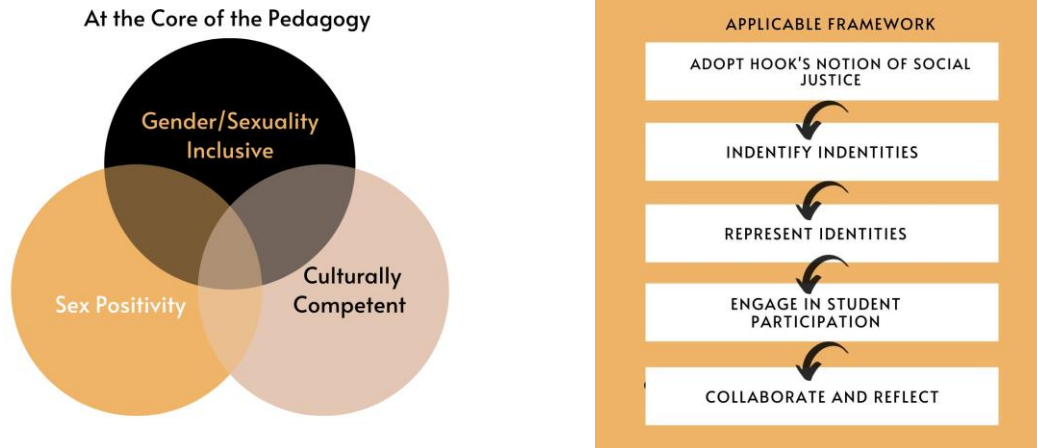 At the Core of the Pedagogy
Gender/Sexuality
Inclusive
Sex Positivity
Culturally
Competent
APPLICABLE FRAMEWORK
ADOPT HOOK'S NOTION OF SOCIAL
JUSTICE
INDENTIFY INDENTITIES
REPRESENT IDENTITIES
ENGAGE IN STUDENT
PARTICIPATION
COLLABORATE AND REFLECT